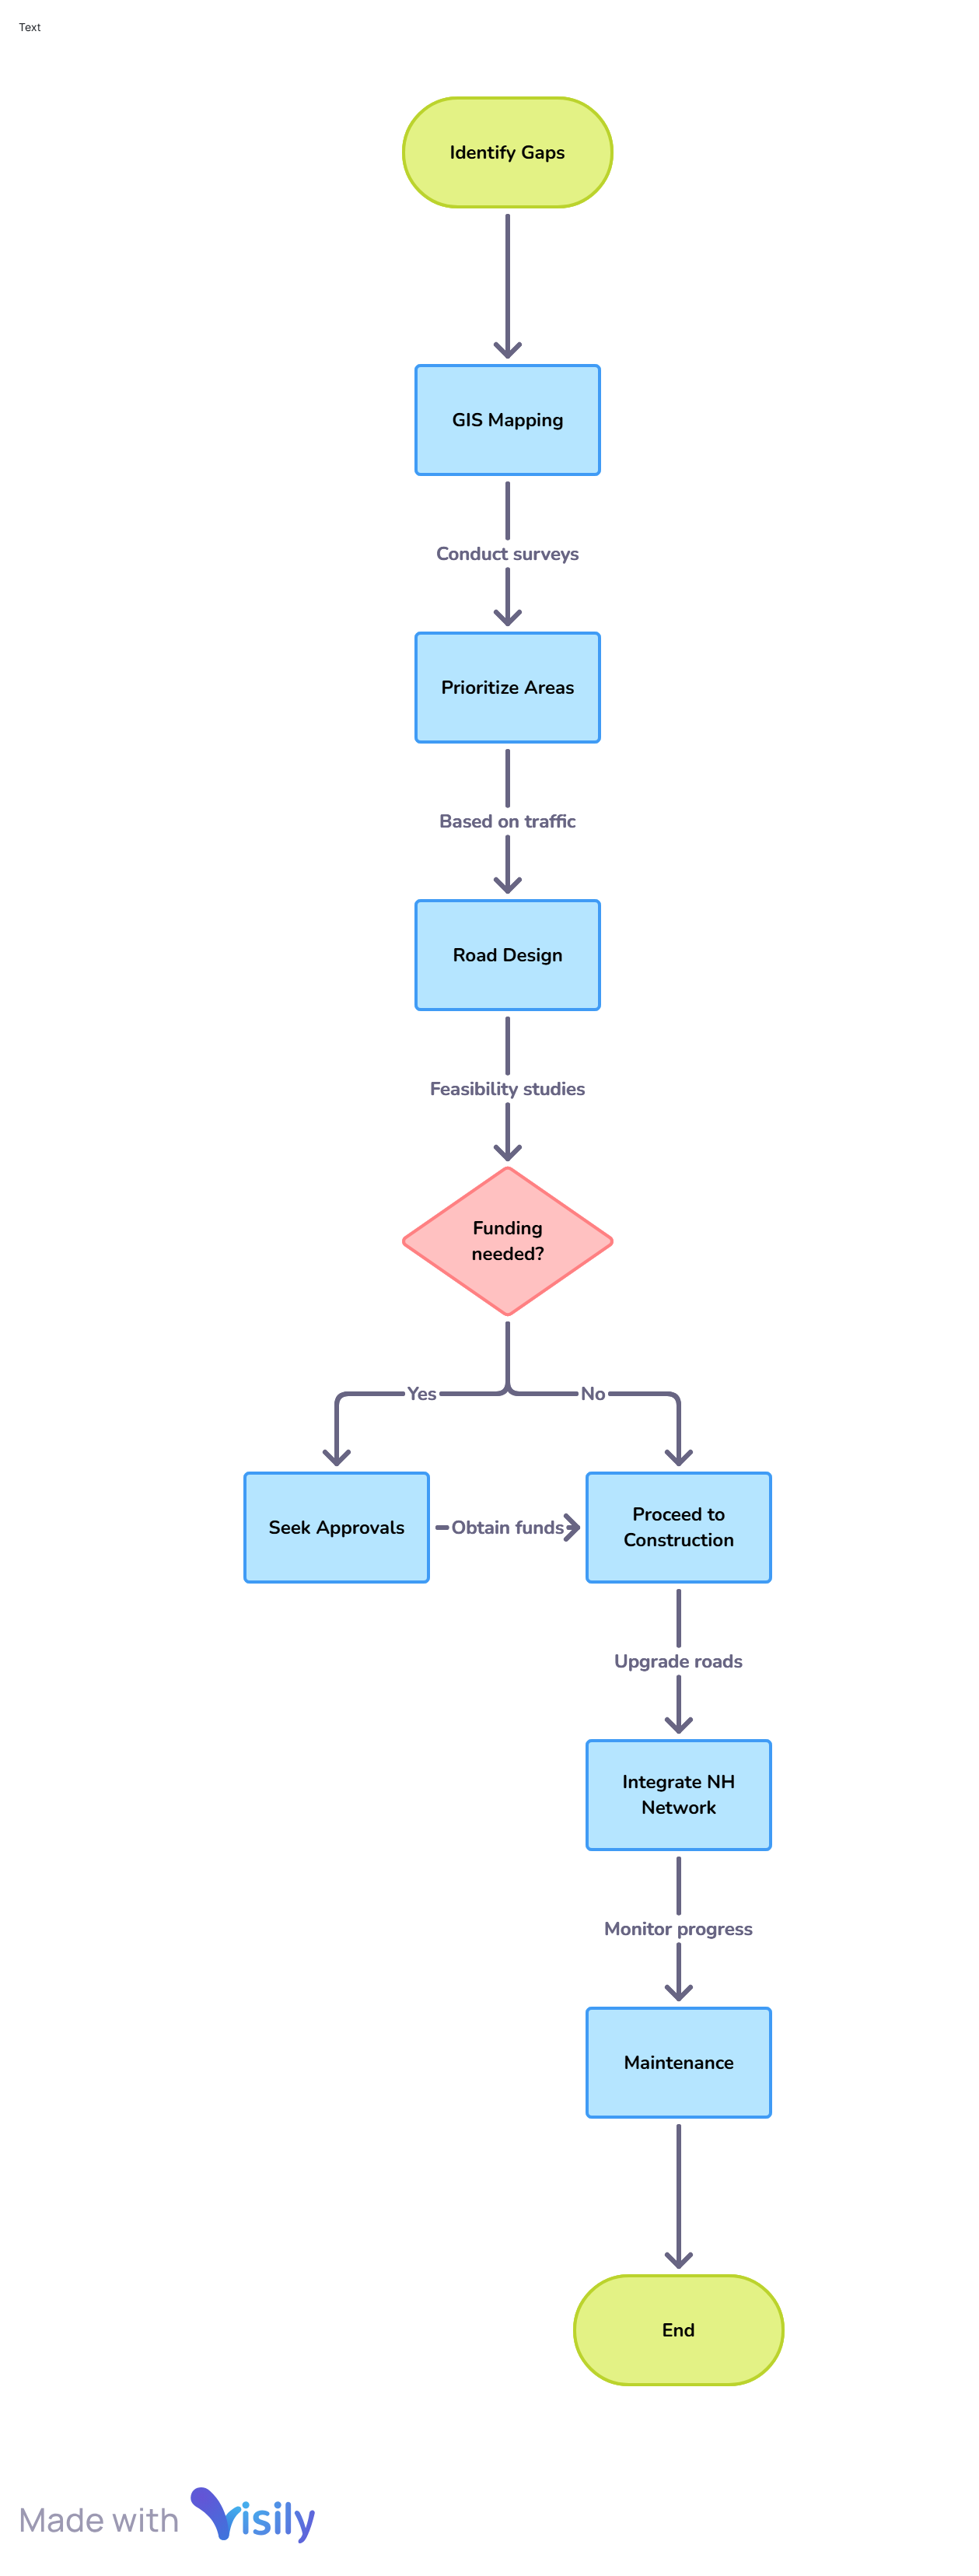 Text
Identify Gaps
GIS Mapping
Conduct surveys
Prioritize Areas
Based on traffic
Road Design
Feasibility studies
Funding
needed?
Yes
No
Seek Approvals
Obtain funds
Proceed to
Construction
Upgrade roads
Integrate NH
Network
Monitor progress
Maintenance
End
Made with Visily